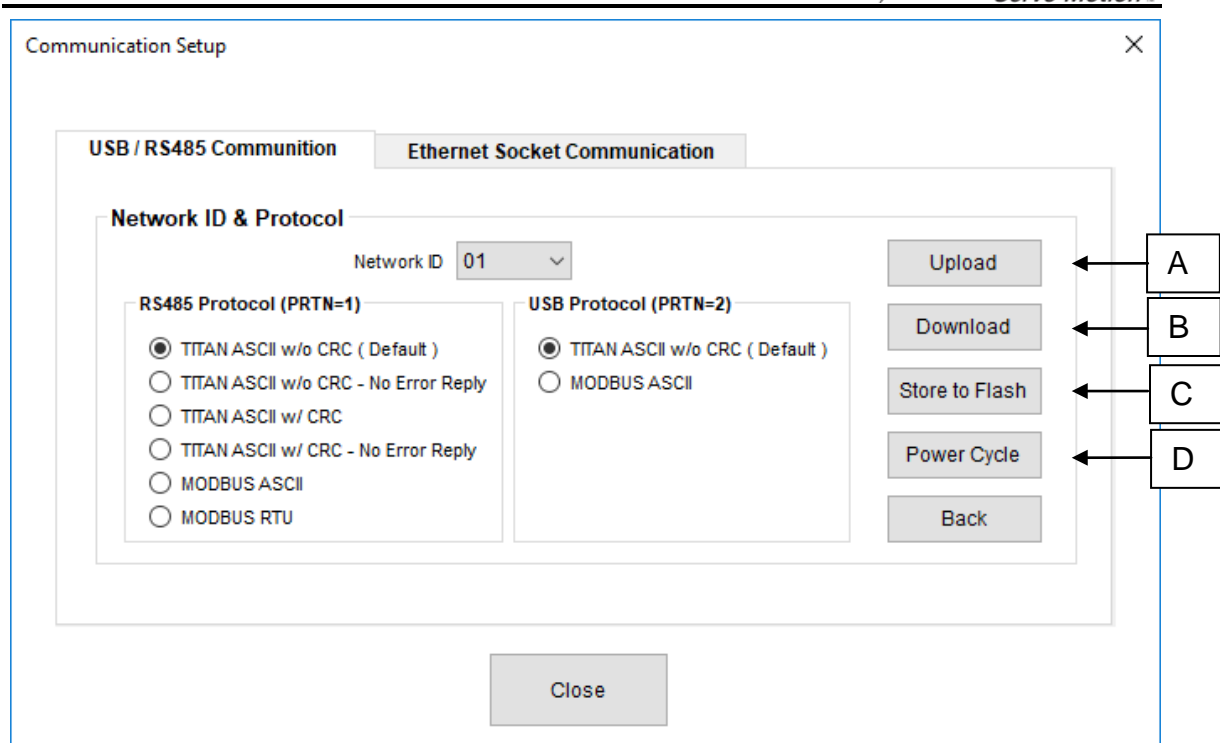 Communication Setup
USB / RS485 Communition
Ethernet Socket Communication
Network ID & Protocol
Network ID 01
Upload
A
RS485 Protocol (PRTN=1)
USB Protocol (PRTN=2)
Download
B
TITAN ASCII w/o CRC ( Default )
TITAN ASCII w/o CRC ( Default )
TITAN ASCII w/o CRC - No Error Reply
MODBUS ASCII
Store to Flash
C
TITAN ASCII w/ CRC
TITAN ASCII w/ CRC - No Error Reply
Power Cycle
D
MODBUS ASCII
MODBUS RTU
Back
Close